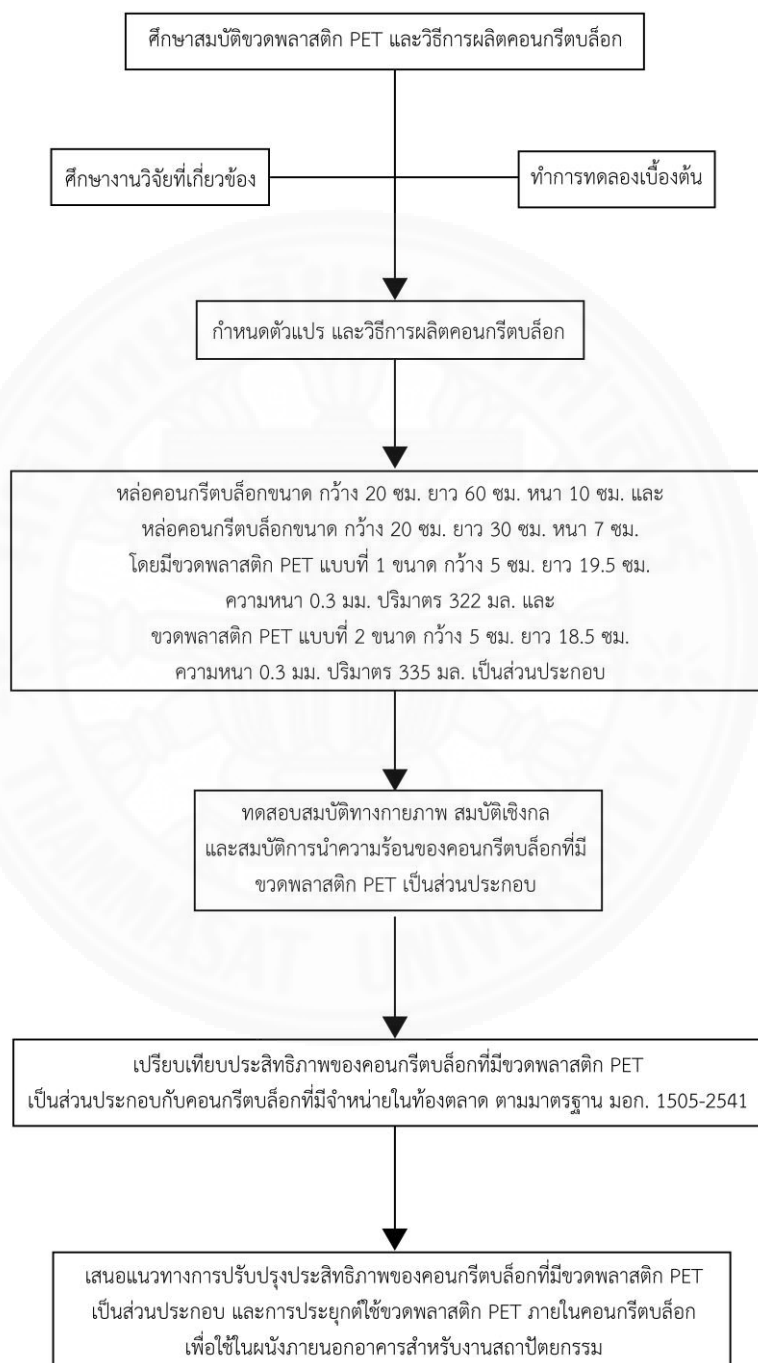 ศึกษาสมบัติขวดพลาสติก PET และวิธีการผลิตคอนกรีตบล็อก
ศึกษางานวิจัยที่เกี่ยวข้อง
ทำการทดลองเบื้องต้น
กำหนดตัวแปร และวิธีการผลิตคอนกรีตบล็อก
หล่อคอนกรีตบล็อกขนาด กว้าง 20 ซม. ยาว 60 ซม. หนา 10 ซม. และ
หล่อคอนกรีตบล็อกขนาด กว้าง 20 ซม. ยาว 30 ซม. หนา 7 ซม.
โดยมีขวดพลาสติก PET แบบที่ 1 ขนาด กว้าง 5 ซม. ยาว 19.5 ซม.
ความหนา 0.3 มม. ปริมาตร 322 มล. และ
ขวดพลาสติก PET แบบที่ 2 ขนาด กว้าง 5 ซม. ยาว 18.5 ซม.
ความหนา 0.3 มม. ปริมาตร 335 มล. เป็นส่วนประกอบ
ทดสอบสมบัติทางกายภาพ สมบัติเชิงกล
และสมบัติการนำความร้อนของคอนกรีตบล็อกที่มี
ขวดพลาสติก PET เป็นส่วนประกอบ
THAMMASAT UNIVERSITY
เปรียบเทียบประสิทธิภาพของคอนกรีตบล็อกที่มีขวดพลาสติก PET
เป็นส่วนประกอบกับคอนกรีตบล็อกที่มีจำหน่ายในท้องตลาด ตามมาตรฐาน มอก. 1505-2541
เสนอแนวทางการปรับปรุงประสิทธิภาพของคอนกรีตบล็อกที่มีขวดพลาสติก PET
เป็นส่วนประกอบ และการประยุกต์ใช้ขวดพลาสติก PET ภายในคอนกรีตบล็อก
เพื่อใช้ในผนังภายนอกอาคารสำหรับงานสถาปัตยกรรม